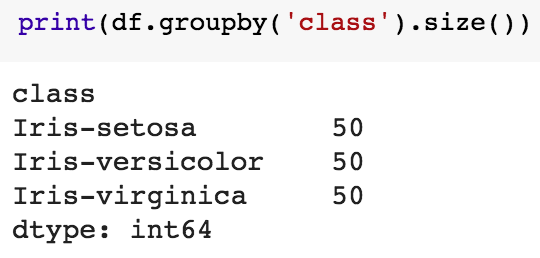 print(df.groupby('class').size())
class
Iris-setosa 50
Iris-versicolor 50
Iris-virginica 50
dtype: int64